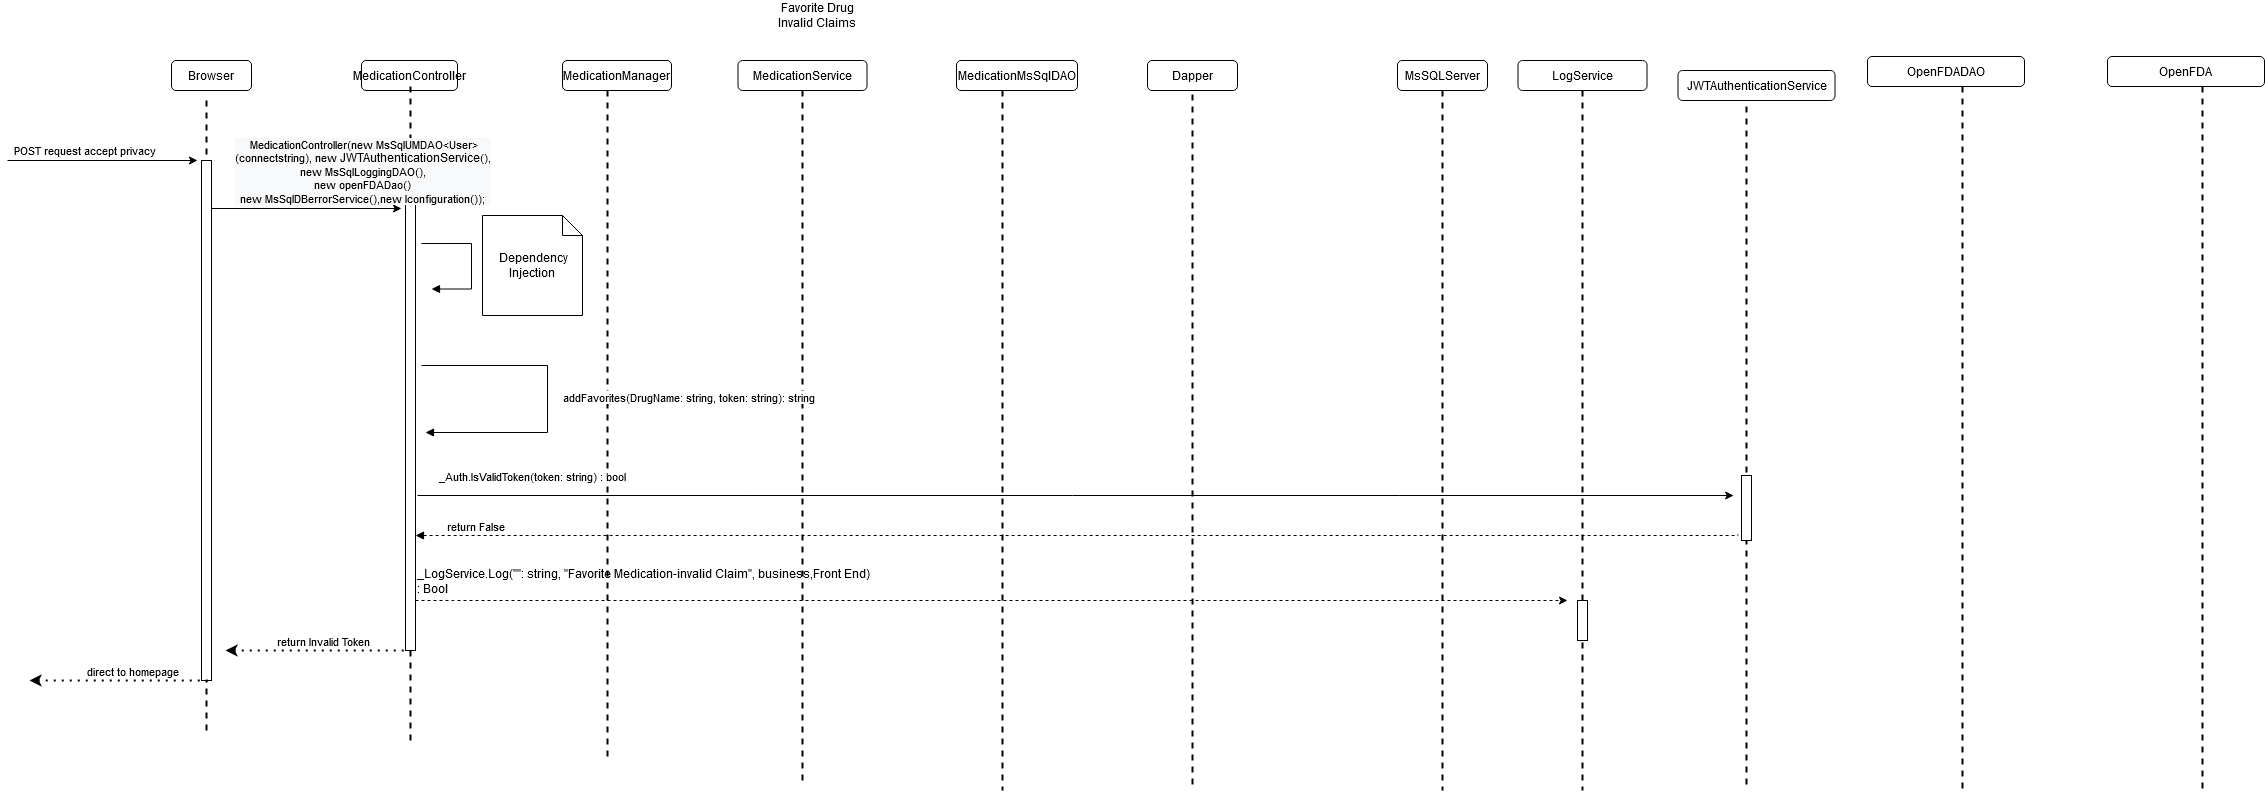 Favorite Drug
Invalid Claims
Browser
MedicationController
MedicationManager
MedicationService
MedicationMsSqlDAO
Dapper
MsSQLServer
LogService
JWTAuthenticationService
OpenFDADAO
OpenFDA
POST request accept privacy
MedicationController(new MsSqlUMDAO<User>
(connectstring), new JWTAuthenticationService(),
new MsSqlLoggingDAO(),
new openFDADao()
new MsSqlDBerrorService(),new Iconfiguration());
Dependency
Injection
addFavorites(DrugName: string, token: string): string
_Auth.IsValidToken(token: string) : bool
return False
_LogService.Log("": string, "Favorite Medication-invalid Claim", business,Front End)
: Bool
return Invalid Token
direct to homepage